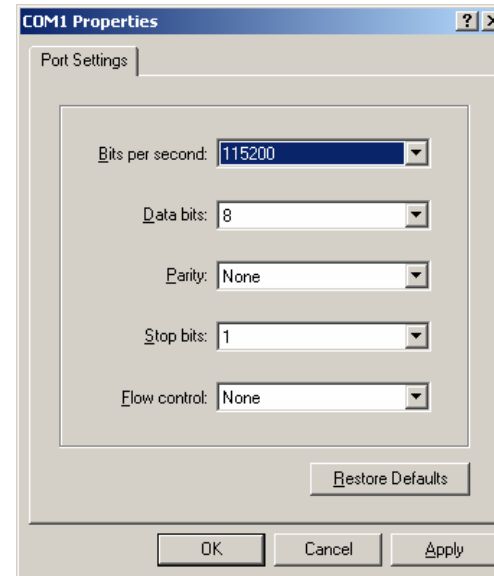 COM1 Properties
Port Settings
Bits per second: 115200
Data bits: 8
Parity: None
Stop bits: 1
Flow control: None
Restore Defaults
OK Cancel Apply